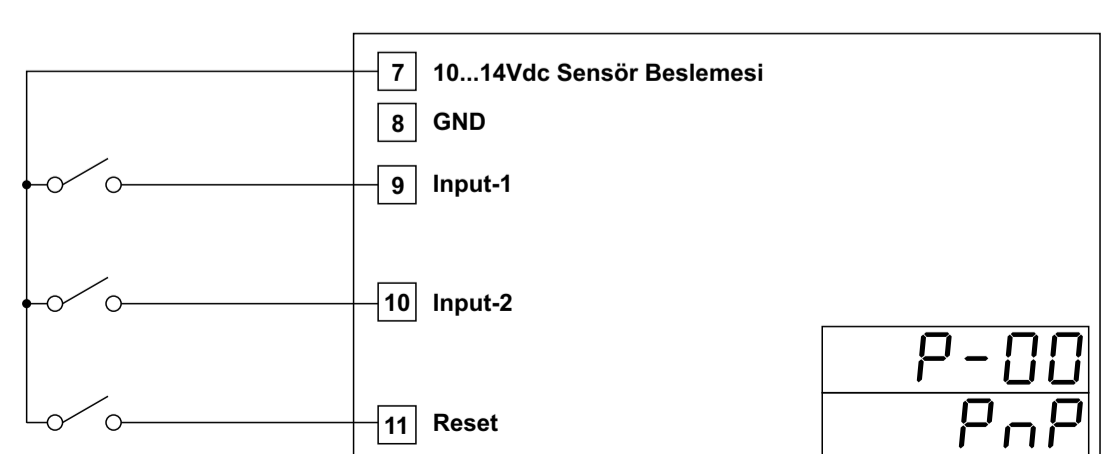 7 10...14Vdc Sensör Beslemesi
8 GND
9 Input-1
10 Input-2
11 Reset
P-00
PnP